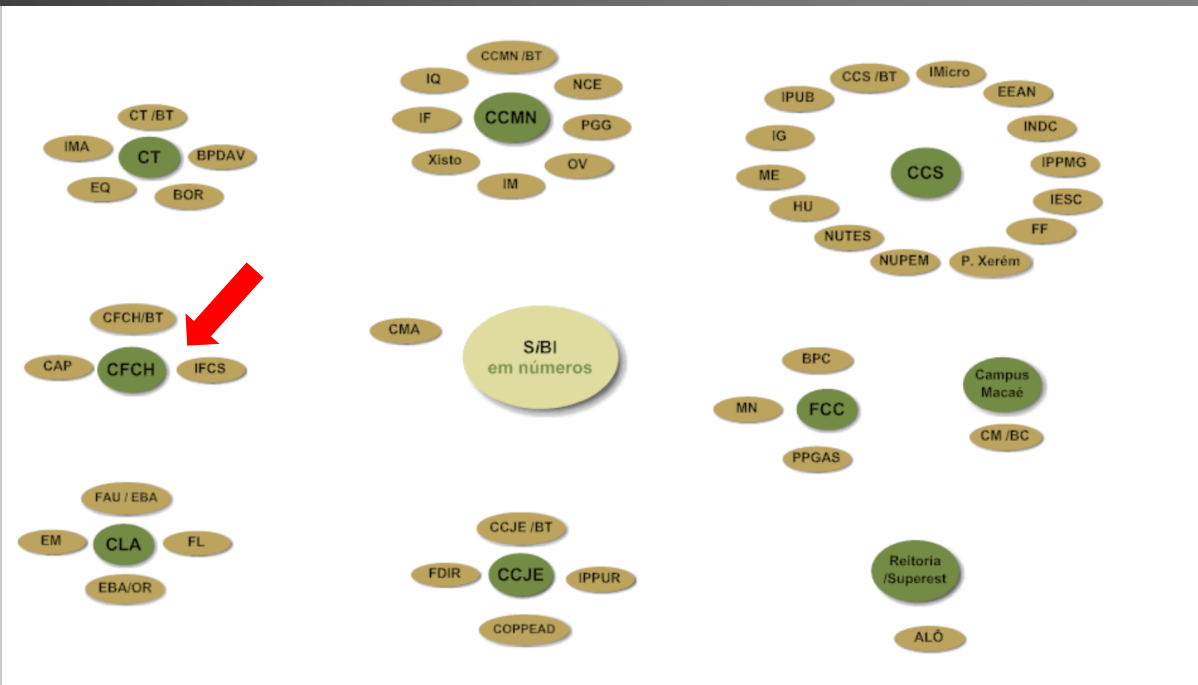 CT /BT
IMA
CT
BPDAV
EQ
BOR
CCMN /BT
IQ
NCE
IF
CCMN
PGG
Xisto
OV
IM
CCS /BT
IMicro
IPUB
EEAN
IG
INDC
CCS
IPPMG
ME
IESC
HU
FF
NUTES
NUPEM
P. Xerém
CFCH/BT
CAP
CFCH
IFCS
CMA
SiBI
em números
BPC
MN
FCC
PPGAS
Campus
Macaé
CM /BC
FAU / EBA
EM
CLA
FL
EBA/OR
CCJE /BT
FDIR
CCJE
IPPUR
COPPEAD
Reitoria
/Superest
ALÔ